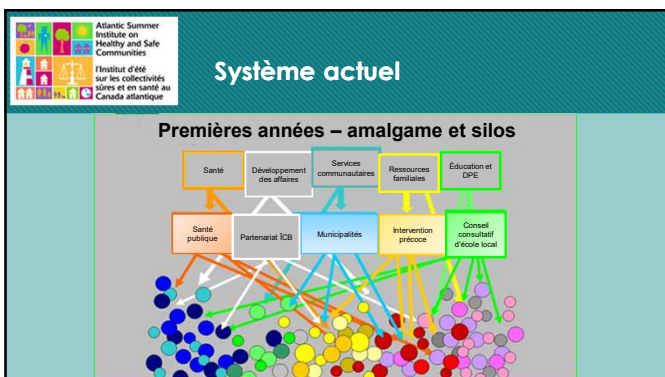 Atlantic Summer
Institute on
Healthy and Safe
Communities
l'Institut d'été
sur les collectivités
sûres et en santé au
Canada atlantique
Système actuel
Premières années – amalgame et silos
Santé
Développement
des affaires
Services
communautaires
Ressources
familiales
Éducation et
DPE
Santé
publique
Partenariat ÎCB
Municipalités
Intervention
précoce
Conseil
consultatif
d'école local